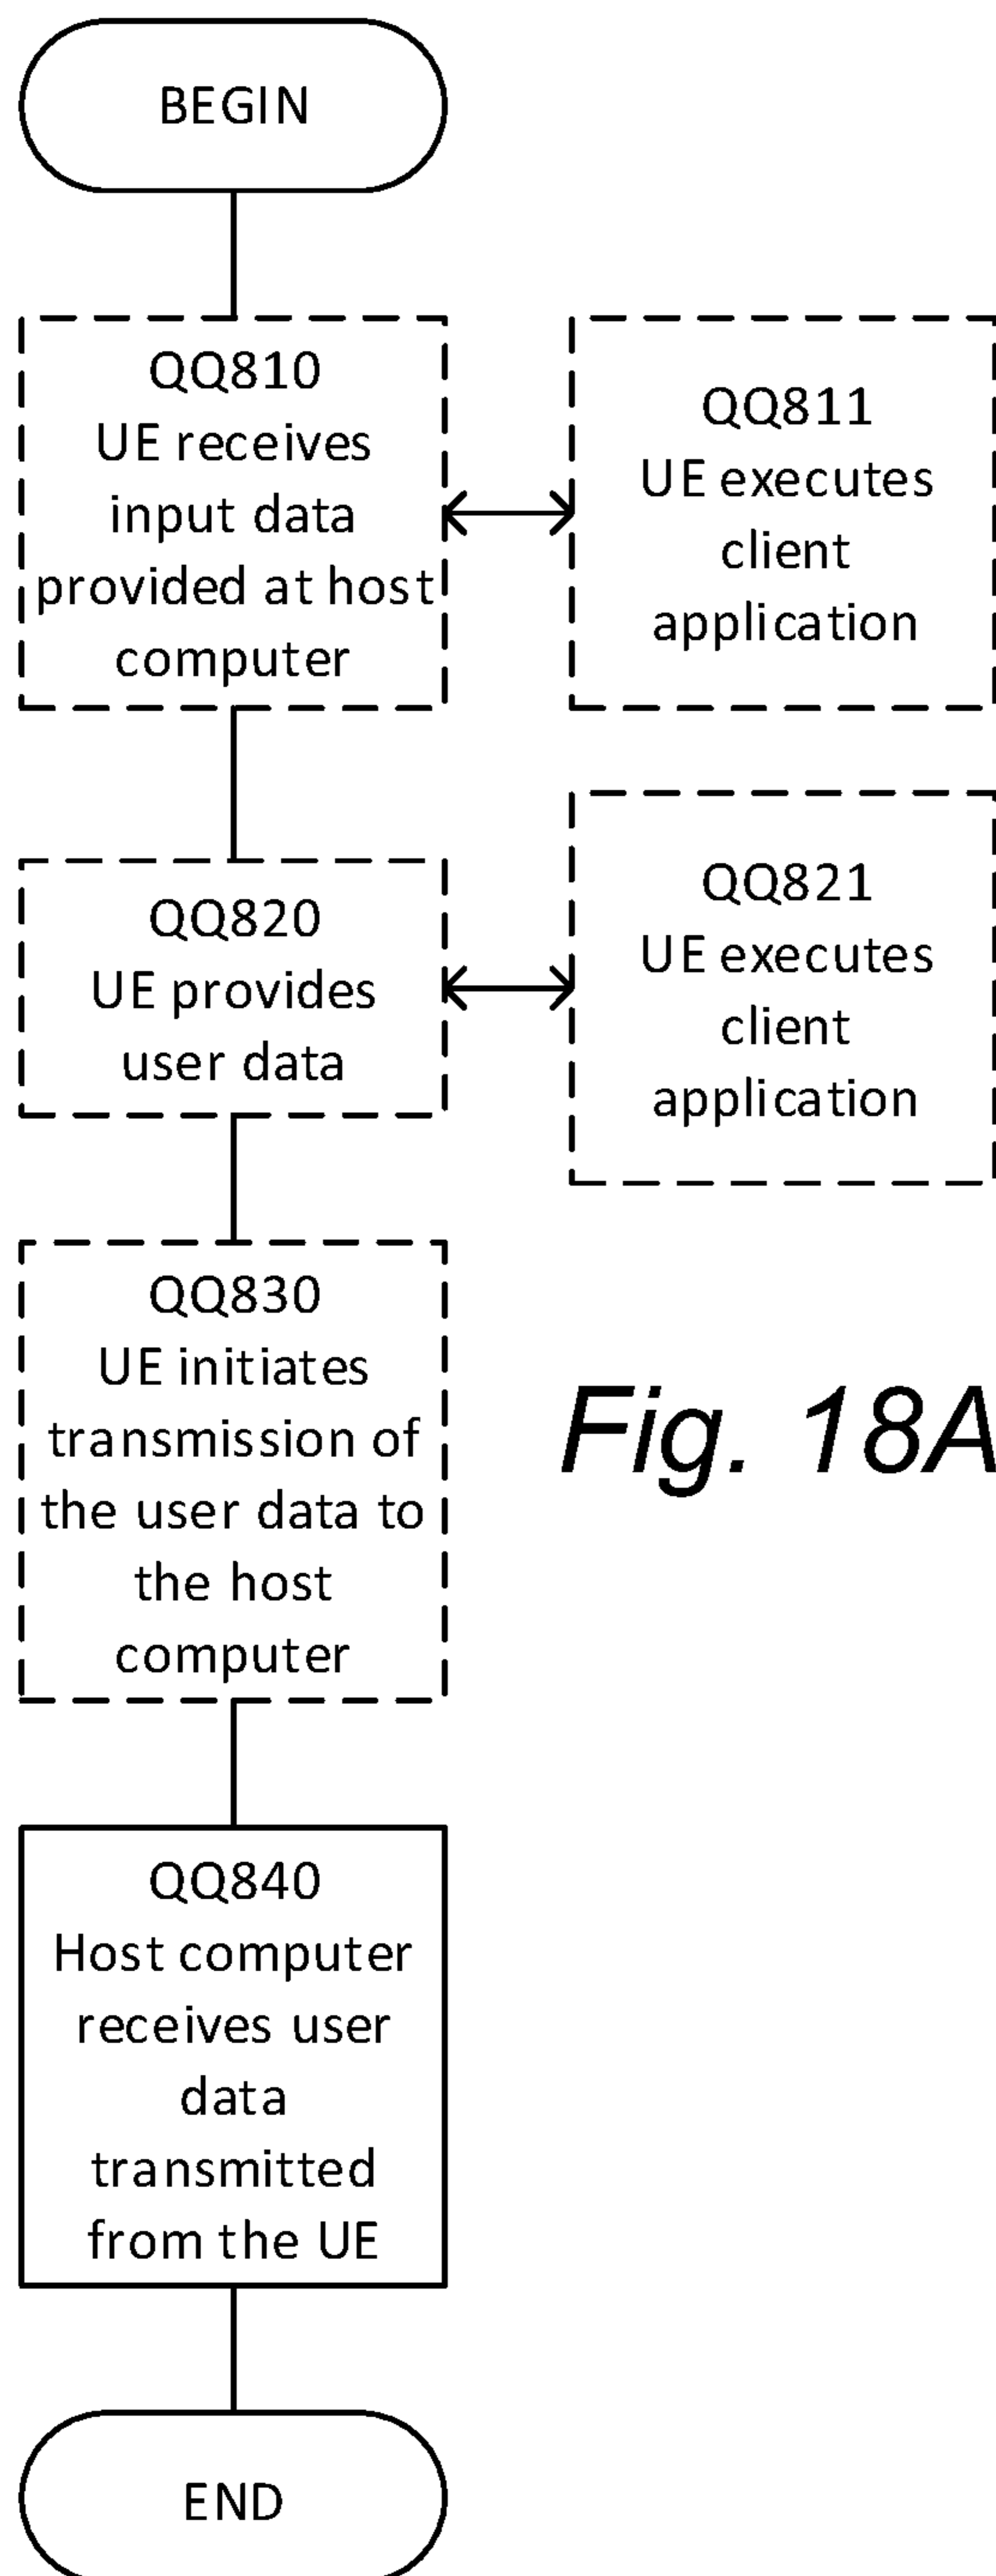 BEGIN
QQ810
UE receives
input data
provided at host
computer
QQ811
UE executes
client
application
QQ820
UE provides
user data
QQ821
UE executes
client
application
QQ830
UE initiates
transmission of
the user data to
the host
computer
Fig. 18A
QQ840
Host computer
receives user
data
transmitted
from the UE
END